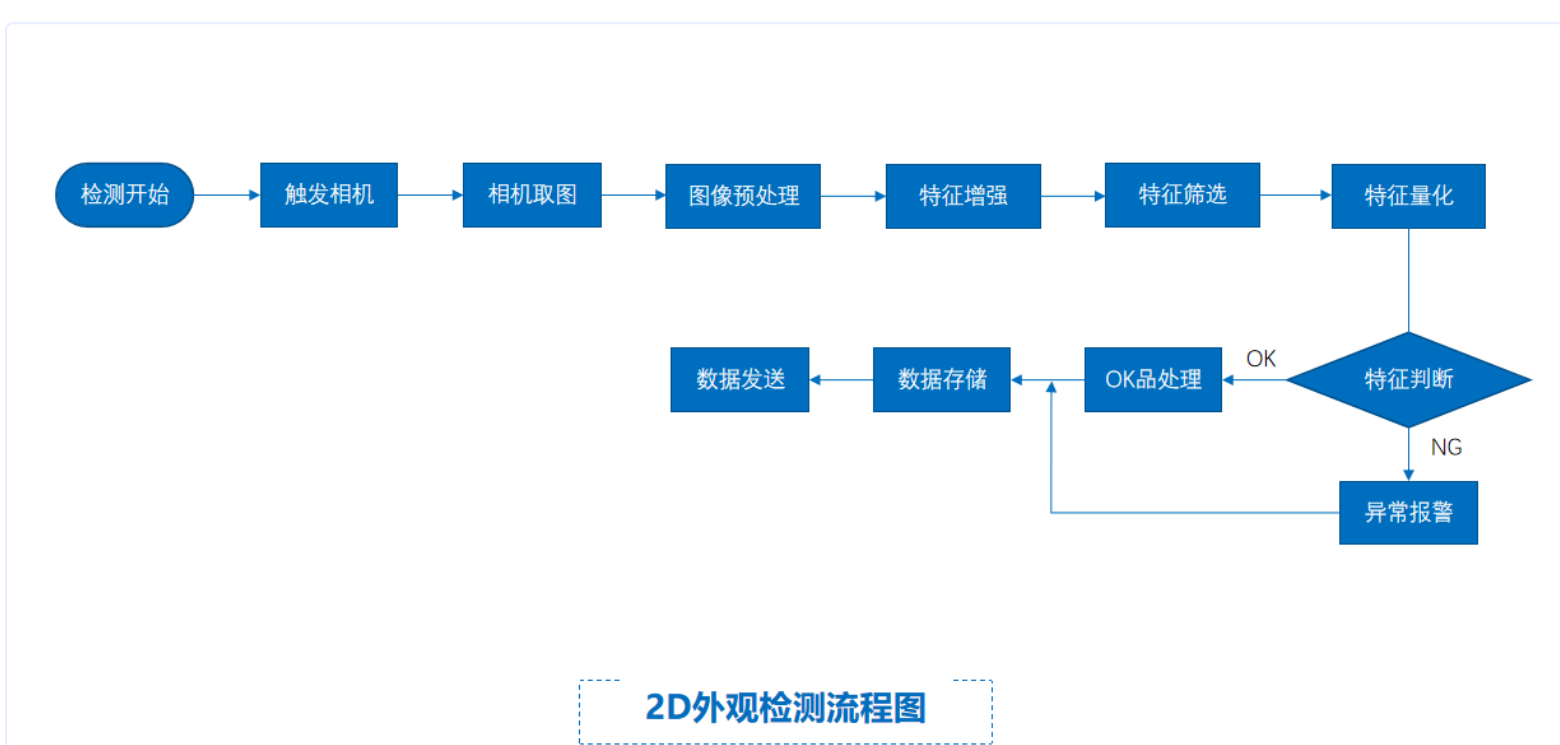 检测开始
触发相机
相机取图
图像预处理
特征增强
特征筛选
特征量化
特征判断
OK
OK品处理
数据存储
数据发送
NG
异常报警
2D外观检测流程图